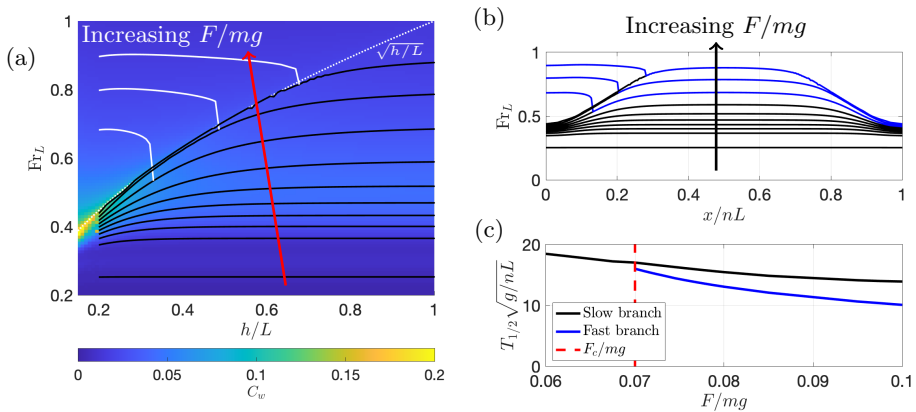 (a)
Increasing F/mg
√h/L
Fr_L
1
0.8
0.6
0.4
0.2
0.2 0.4 0.6 0.8 1
h/L
0 0.05 0.1 0.15 0.2
C_w
(b)
Increasing F/mg
Fr_L
1
0.5
0
0 0.2 0.4 0.6 0.8 1
x/nL
(c)
T_{1/2}√g/nL
20
10
0
Slow branch
Fast branch
F_c/mg
0.06 0.07 0.08 0.09 0.1
F/mg